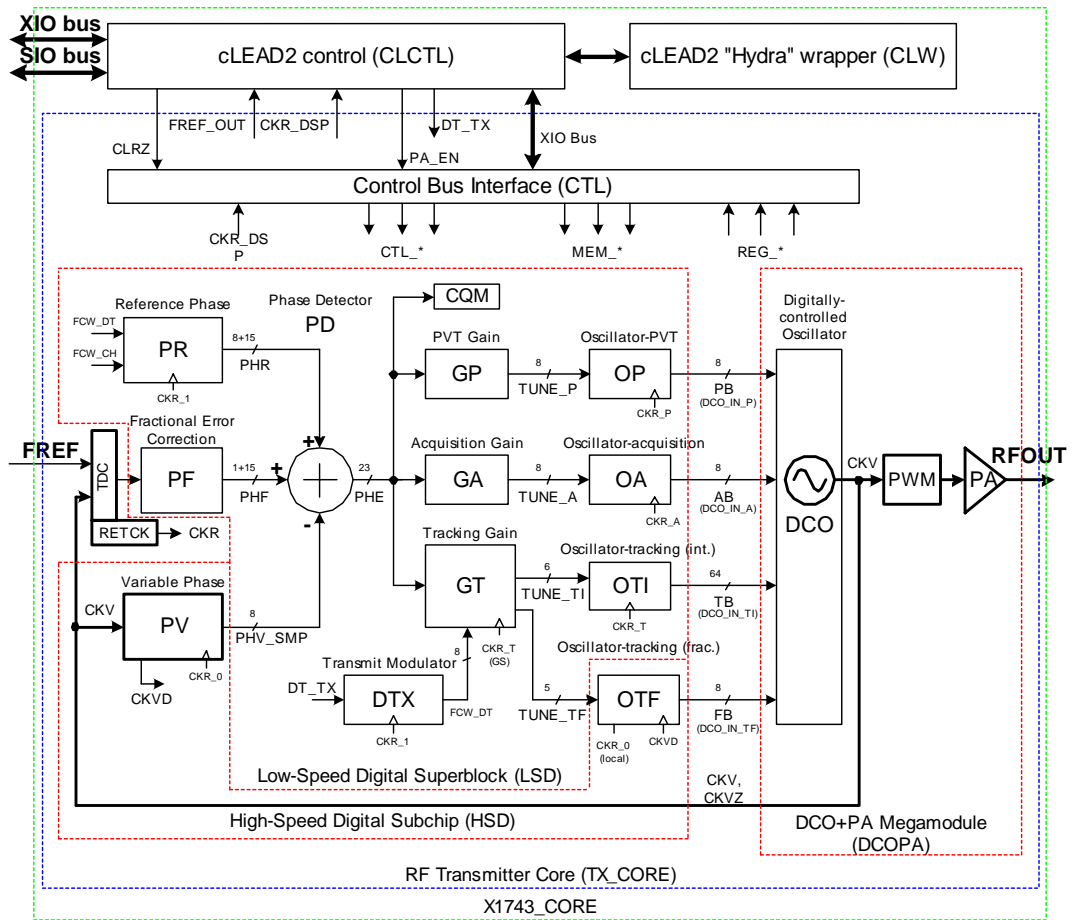 XIO bus
SIO bus
cLEAD2 control (CLCTL)
cLEAD2 "Hydra" wrapper (CLW)
FREF_OUT
CKR_DSP
DT_TX
XIO Bus
CLRZ
PA_EN
Control Bus Interface (CTL)
CKR_DS
P
CTL_*
MEM_*
REG_*
Reference Phase
FCW_DT
FCW_CH
PR
CKR_1
8+15
PHR
Phase Detector
PD
CQM
PVT Gain
GP
8
TUNE_P
Oscillator-PVT
OP
CKR_P
8
PB
(DCO_IN_P)
Digitally-
controlled
Oscillator
FREF
TDC
Fractional Error
Correction
PF
1+15
PHF
+
+
-
23
PHE
Acquisition Gain
GA
8
TUNE_A
Oscillator-acquisition
OA
CKR_A
8
AB
(DCO_IN_A)
DCO
CKV
PWM
PA
RFOUT
RETCK
CKR
Tracking Gain
GT
CKR_T
(GS)
6
TUNE_TI
Oscillator-tracking (int.)
OTI
CKR_T
64
TB
(DCO_IN_TI)
Variable Phase
CKV
PV
CKR_0
CKVD
8
PHV_SMP
Transmit Modulator
DT_TX
DTX
CKR_1
8
FCW_DT
Oscillator-tracking (frac.)
5
TUNE_TF
OTF
CKR_0
(local)
CKVD
8
FB
(DCO_IN_TF)
Low-Speed Digital Superblock (LSD)
CKV,
CKVZ
High-Speed Digital Subchip (HSD)
DCO+PA Megamodule
(DCOPA)
RF Transmitter Core (TX_CORE)
X1743_CORE